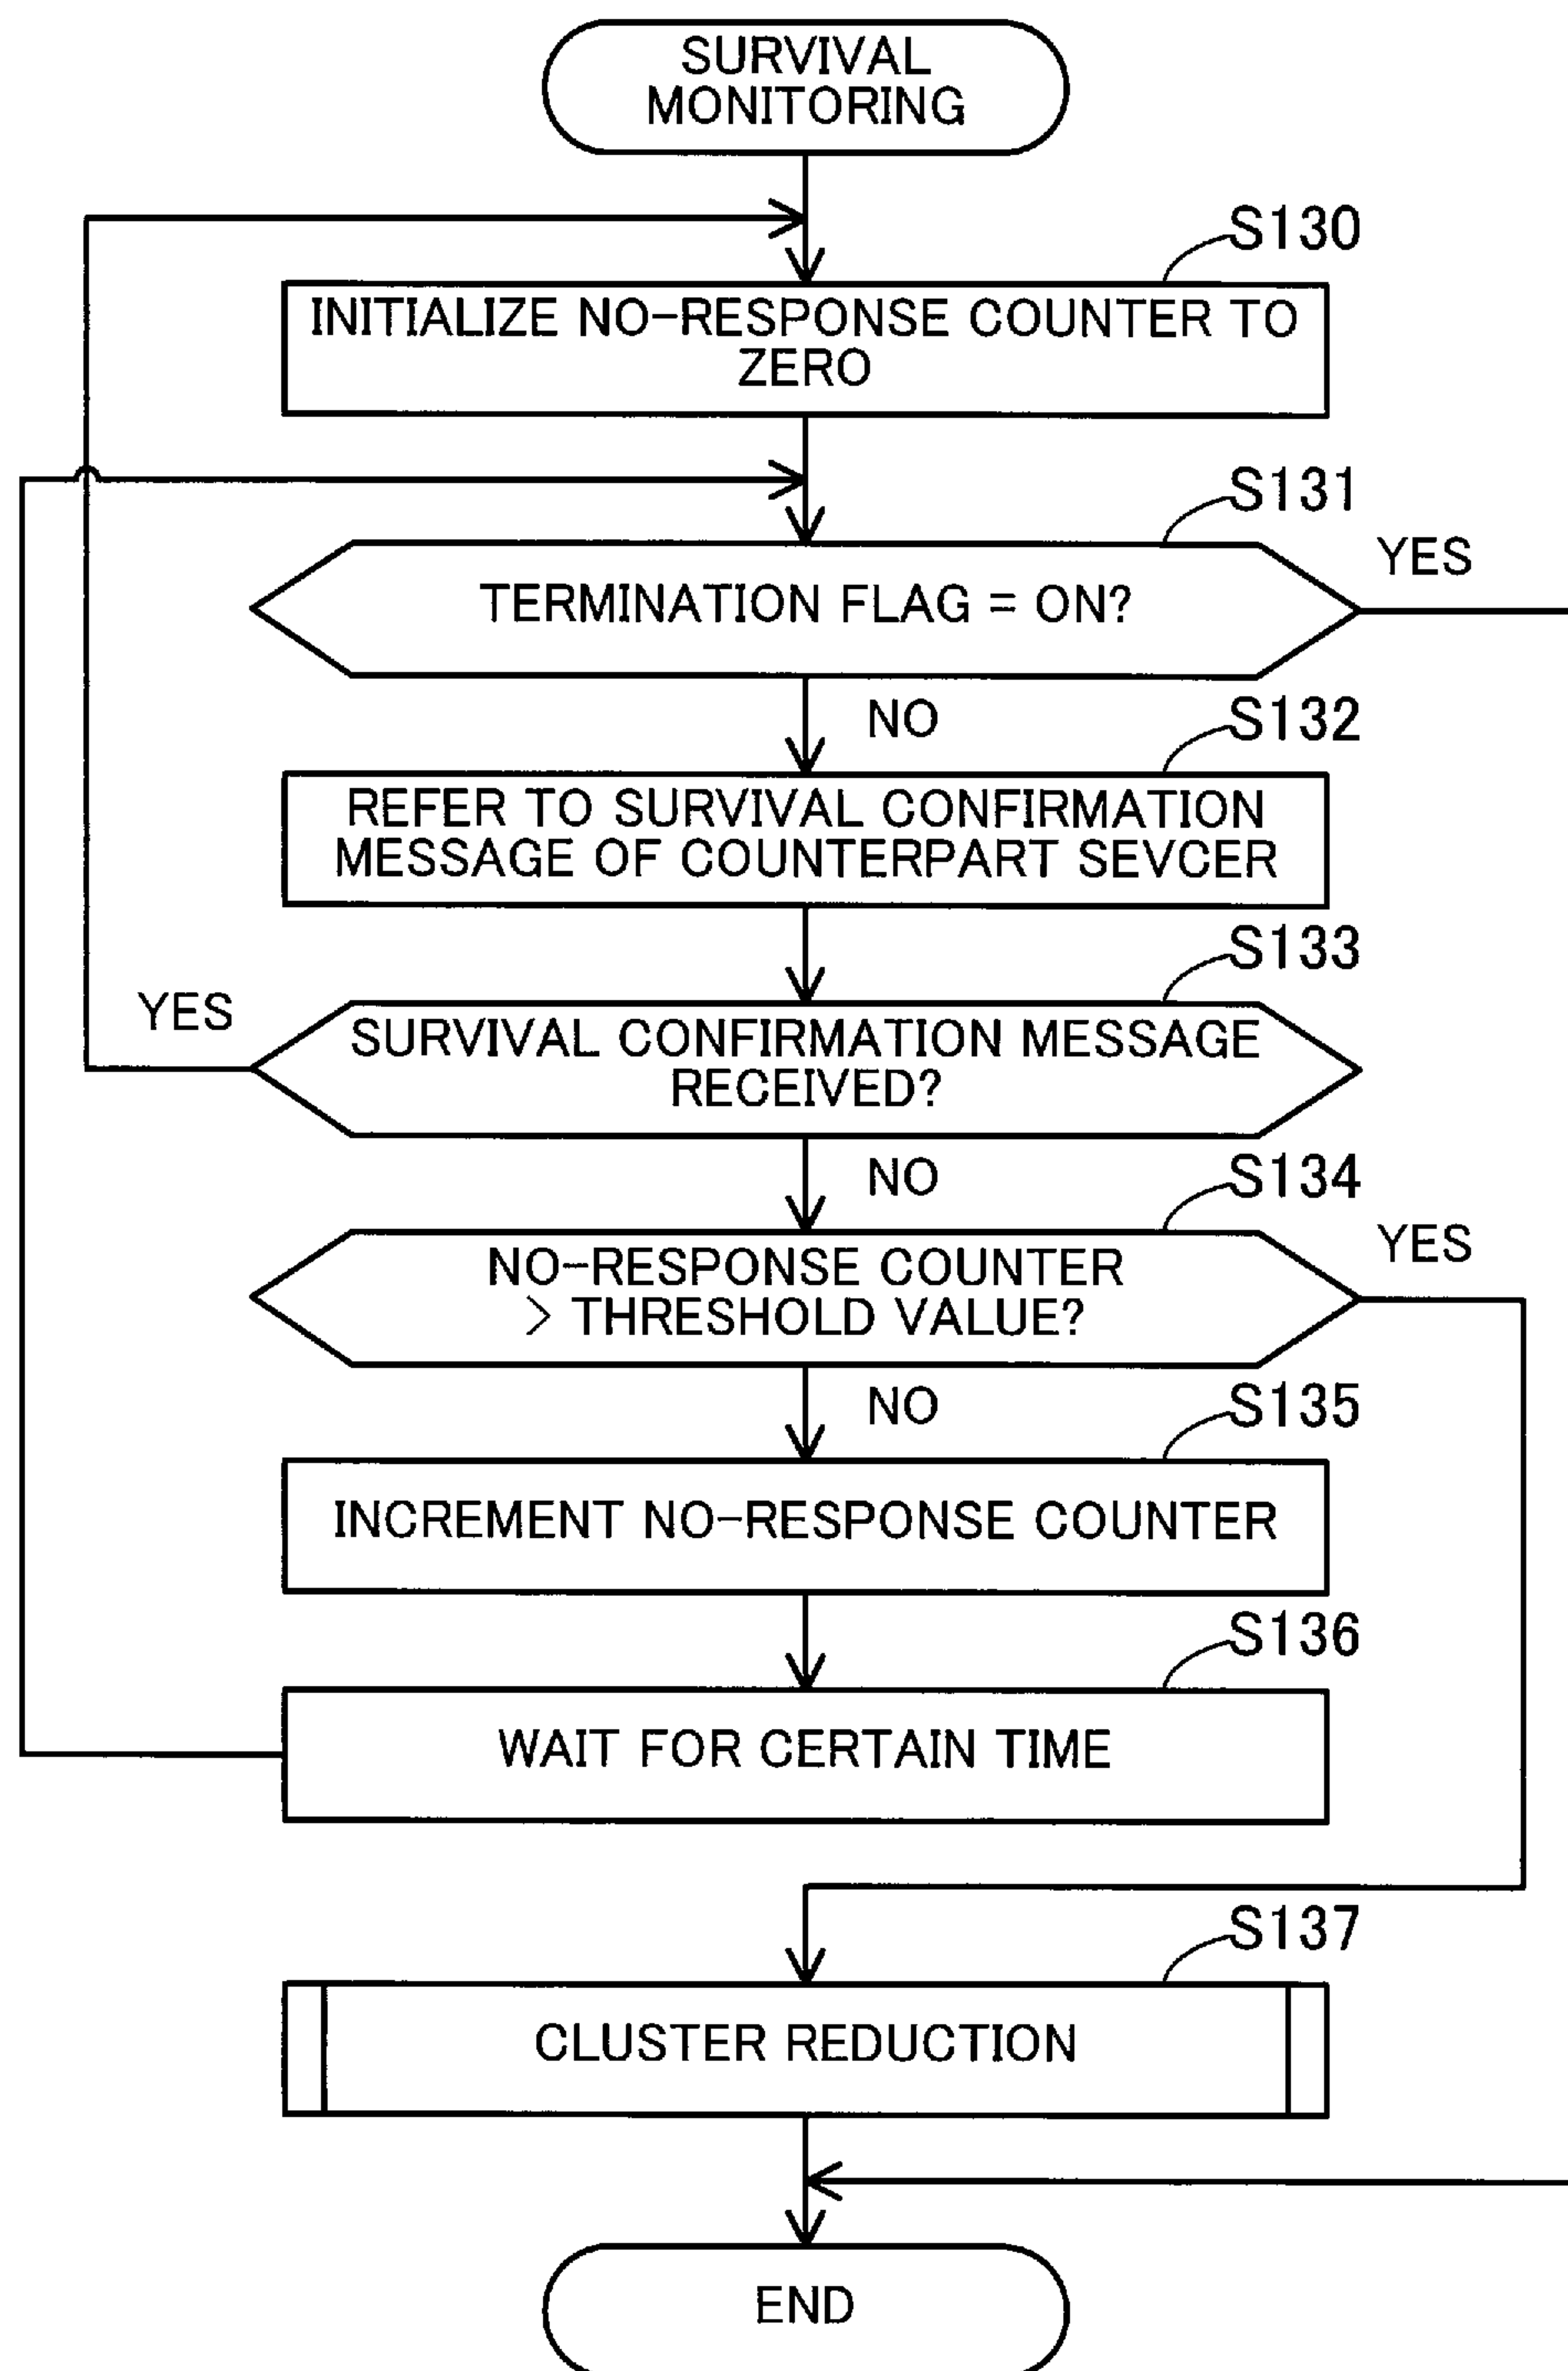 SURVIVAL
MONITORING
S130
INITIALIZE NO-RESPONSE COUNTER TO
ZERO
S131
TERMINATION FLAG = ON?
YES
NO
S132
REFER TO SURVIVAL CONFIRMATION
MESSAGE OF COUNTERPART SEVCER
S133
YES
SURVIVAL CONFIRMATION MESSAGE
RECEIVED?
NO
S134
NO-RESPONSE COUNTER
> THRESHOLD VALUE?
YES
NO
S135
INCREMENT NO-RESPONSE COUNTER
S136
WAIT FOR CERTAIN TIME
S137
CLUSTER REDUCTION
END